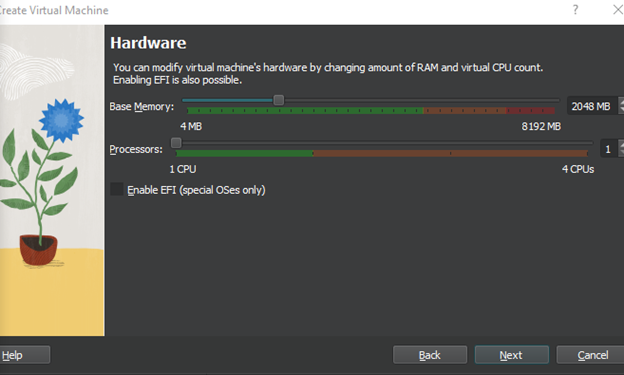 Create Virtual Machine
?
Hardware
You can modify virtual machine's hardware by changing amount of RAM and virtual CPU count.
Enabling EFI is also possible.
Base Memory: 2048 MB
4 MB 8192 MB
Processors: 1
1 CPU 4 CPUs
Enable EFI (special OSes only)
Help Back Next Cancel